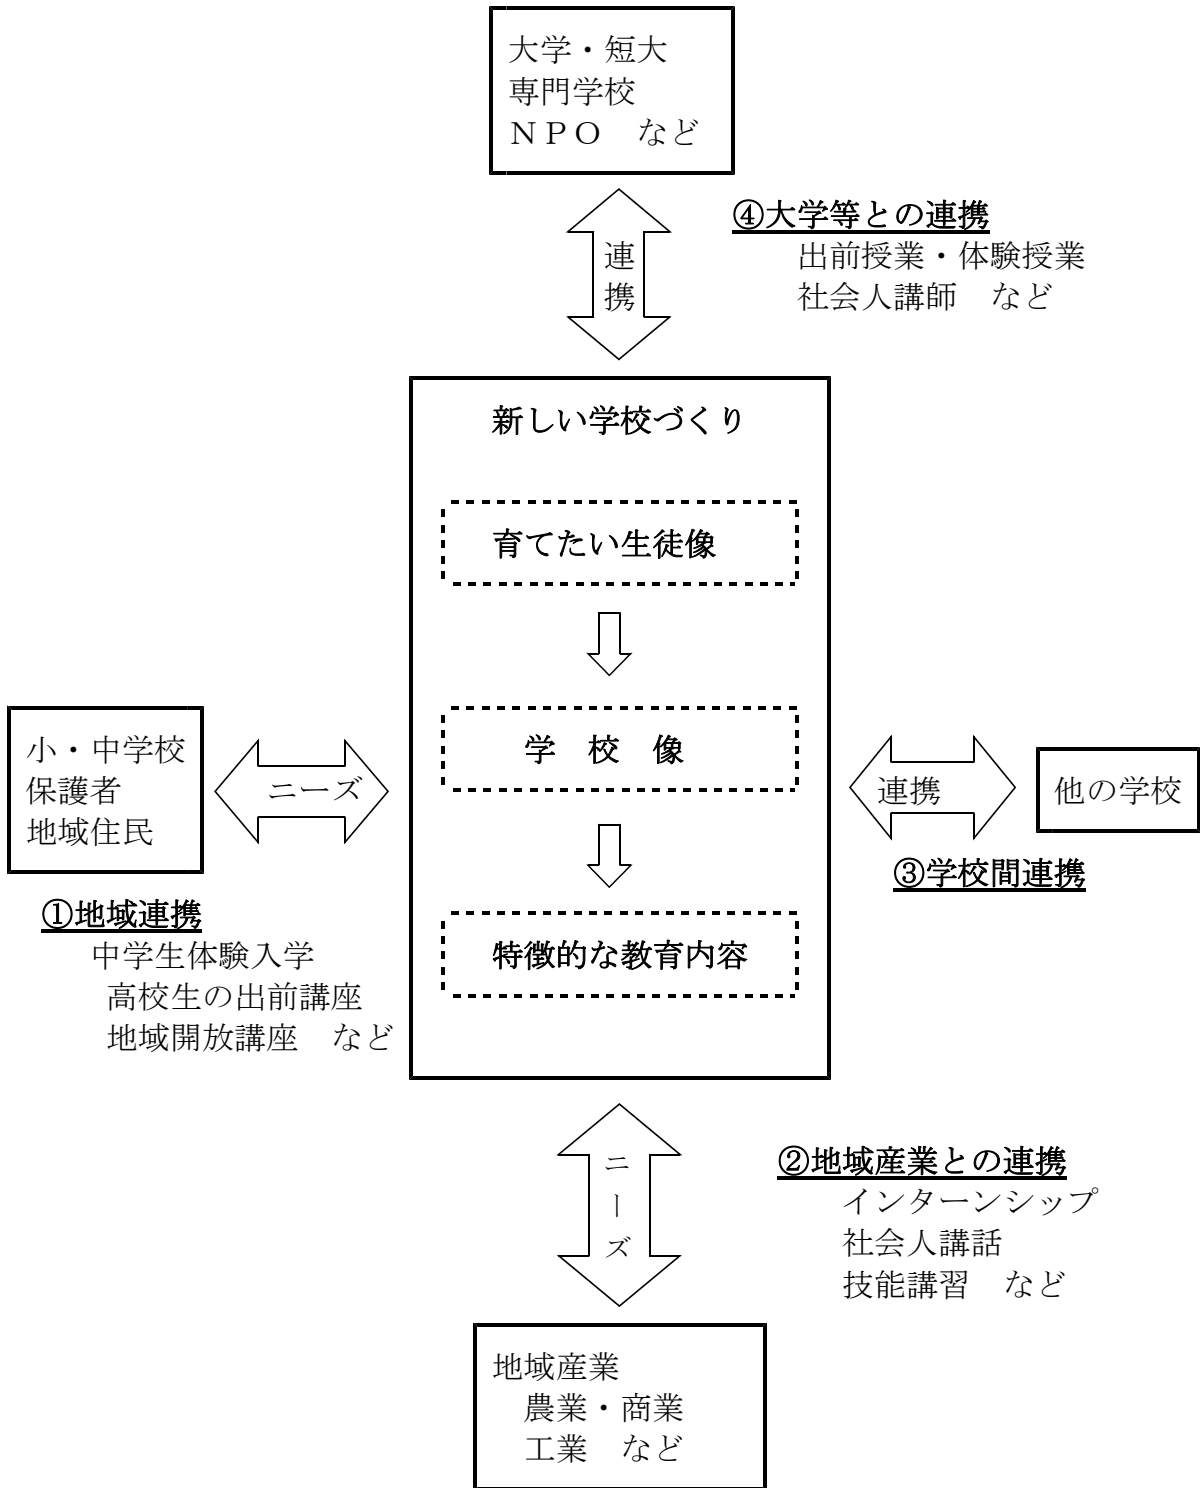 大学・短大
専門学校
ＮＰＯ　など
連
携
④大学等との連携
出前授業・体験授業
社会人講師　など
新しい学校づくり
育てたい生徒像
学　校　像
特徴的な教育内容
小・中学校
保護者
地域住民
ニーズ
①地域連携
中学生体験入学
高校生の出前講座
地域開放講座　など
連携
他の学校
③学校間連携
ニ
ー
ズ
②地域産業との連携
インターンシップ
社会人講話
技能講習　など
地域産業
農業・商業
工業　など